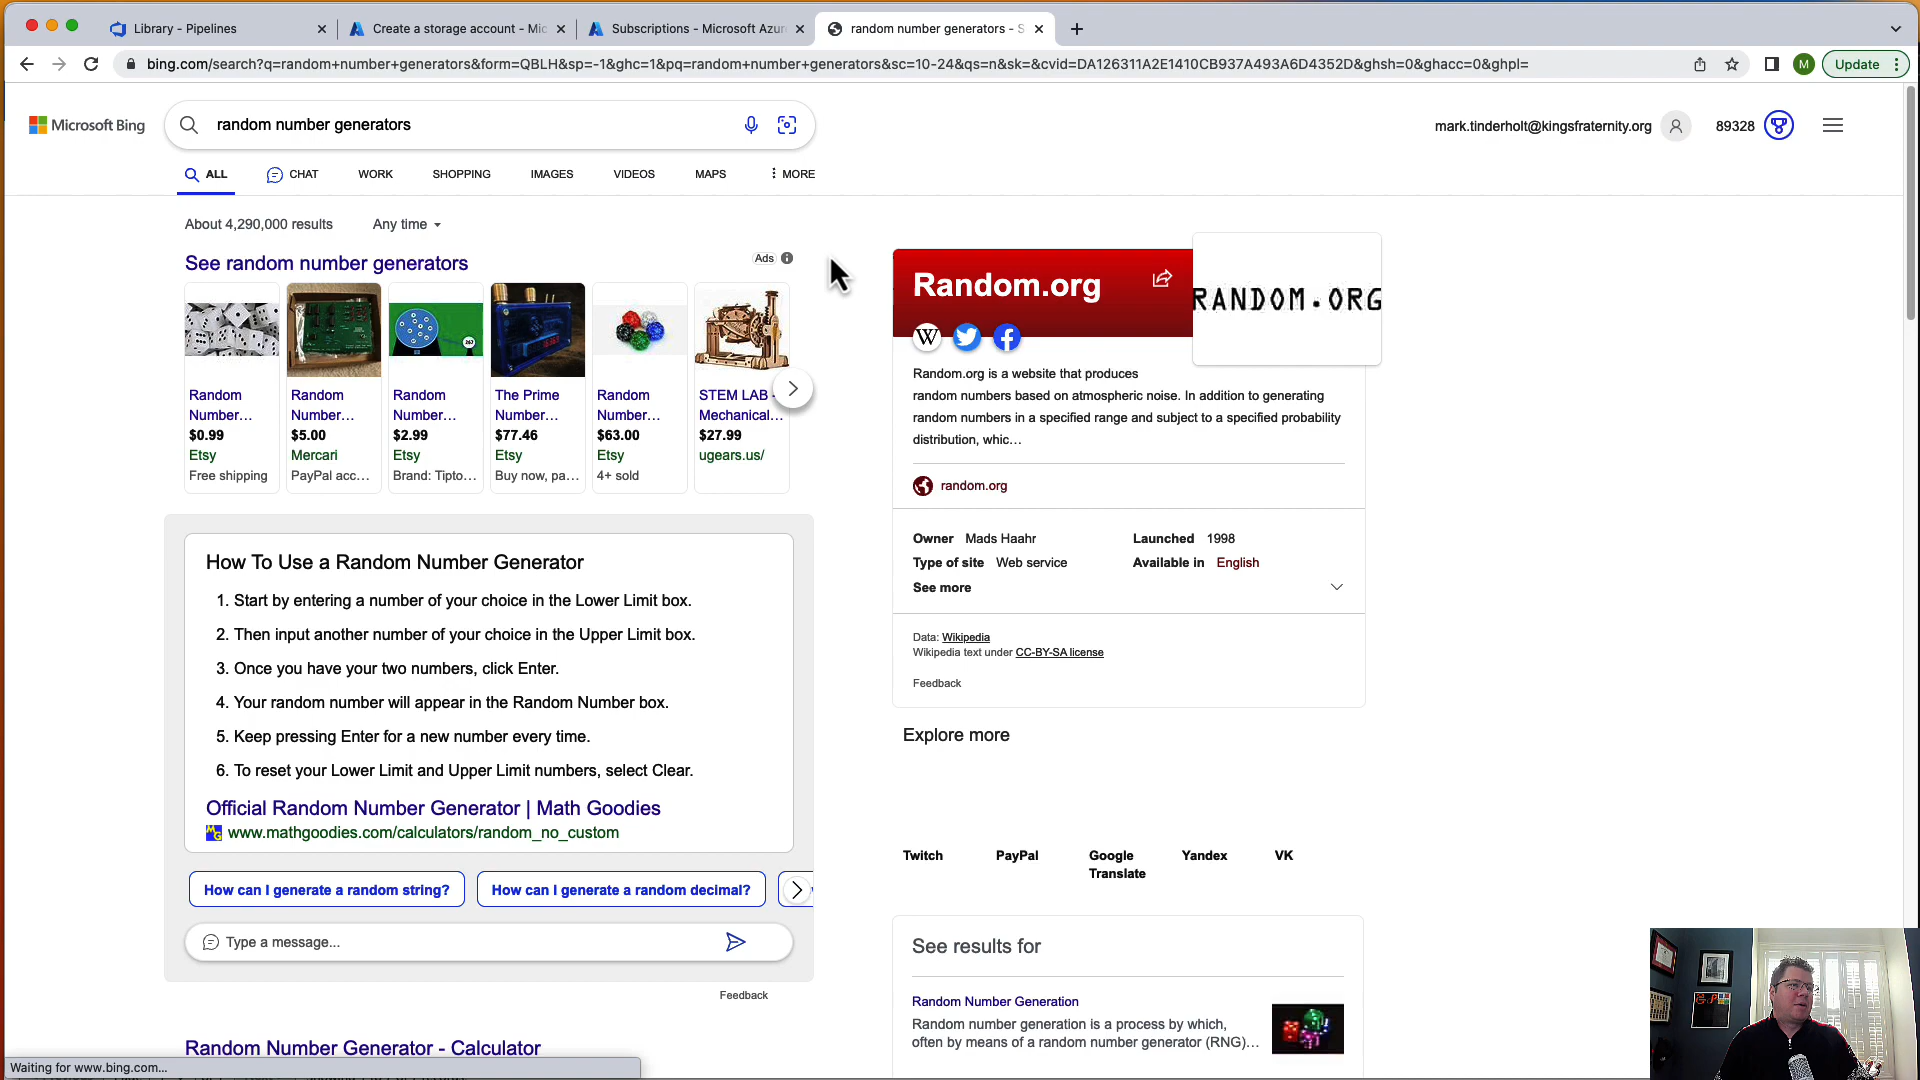 Library - Pipelines
Create a storage account - Mic
Subscriptions - Microsoft Azur
random number generators - S
bing.com/search?q=random+number+generators&form=QBLH&sp=-1&ghc=1&pq=random+number+generators&sc=10-24&qs=n&sk=&cvid=DA126311A2E1410CB937A493A6D4352D&ghsh=0&ghacc=0&ghpl=
M
Update
Microsoft Bing
random number generators
mark.tinderholt@kingsfraternity.org
89328
ALL
CHAT
WORK
SHOPPING
IMAGES
VIDEOS
MAPS
MORE
About 4,290,000 results
Any time
See random number generators
Ads
Random Number...
$0.99
Etsy
Free shipping
Random Number...
$5.00
Mercari
PayPal acc...
Random Number...
$2.99
Etsy
Brand: Tipto...
The Prime Number...
$77.46
Etsy
Buy now, pa...
Random Number...
$63.00
Etsy
4+ sold
STEM LAB - Mechanical...
$27.99
ugears.us/
How To Use a Random Number Generator
1. Start by entering a number of your choice in the Lower Limit box.
2. Then input another number of your choice in the Upper Limit box.
3. Once you have your two numbers, click Enter.
4. Your random number will appear in the Random Number box.
5. Keep pressing Enter for a new number every time.
6. To reset your Lower Limit and Upper Limit numbers, select Clear.
Official Random Number Generator | Math Goodies
www.mathgoodies.com/calculators/random_no_custom
How can I generate a random string?
How can I generate a random decimal?
Type a message...
Feedback
Random Number Generator - Calculator
Waiting for www.bing.com...
Random.org
RANDOM.ORG
W
Random.org is a website that produces
random numbers based on atmospheric noise. In addition to generating
random numbers in a specified range and subject to a specified probability
distribution, whic...
random.org
Owner Mads Haahr
Launched 1998
Type of site Web service
Available in English
See more
Data: Wikipedia
Wikipedia text under CC-BY-SA license
Feedback
Explore more
Twitch
PayPal
Google Translate
Yandex
VK
See results for
Random Number Generation
Random number generation is a process by which,
often by means of a random number generator (RNG)...